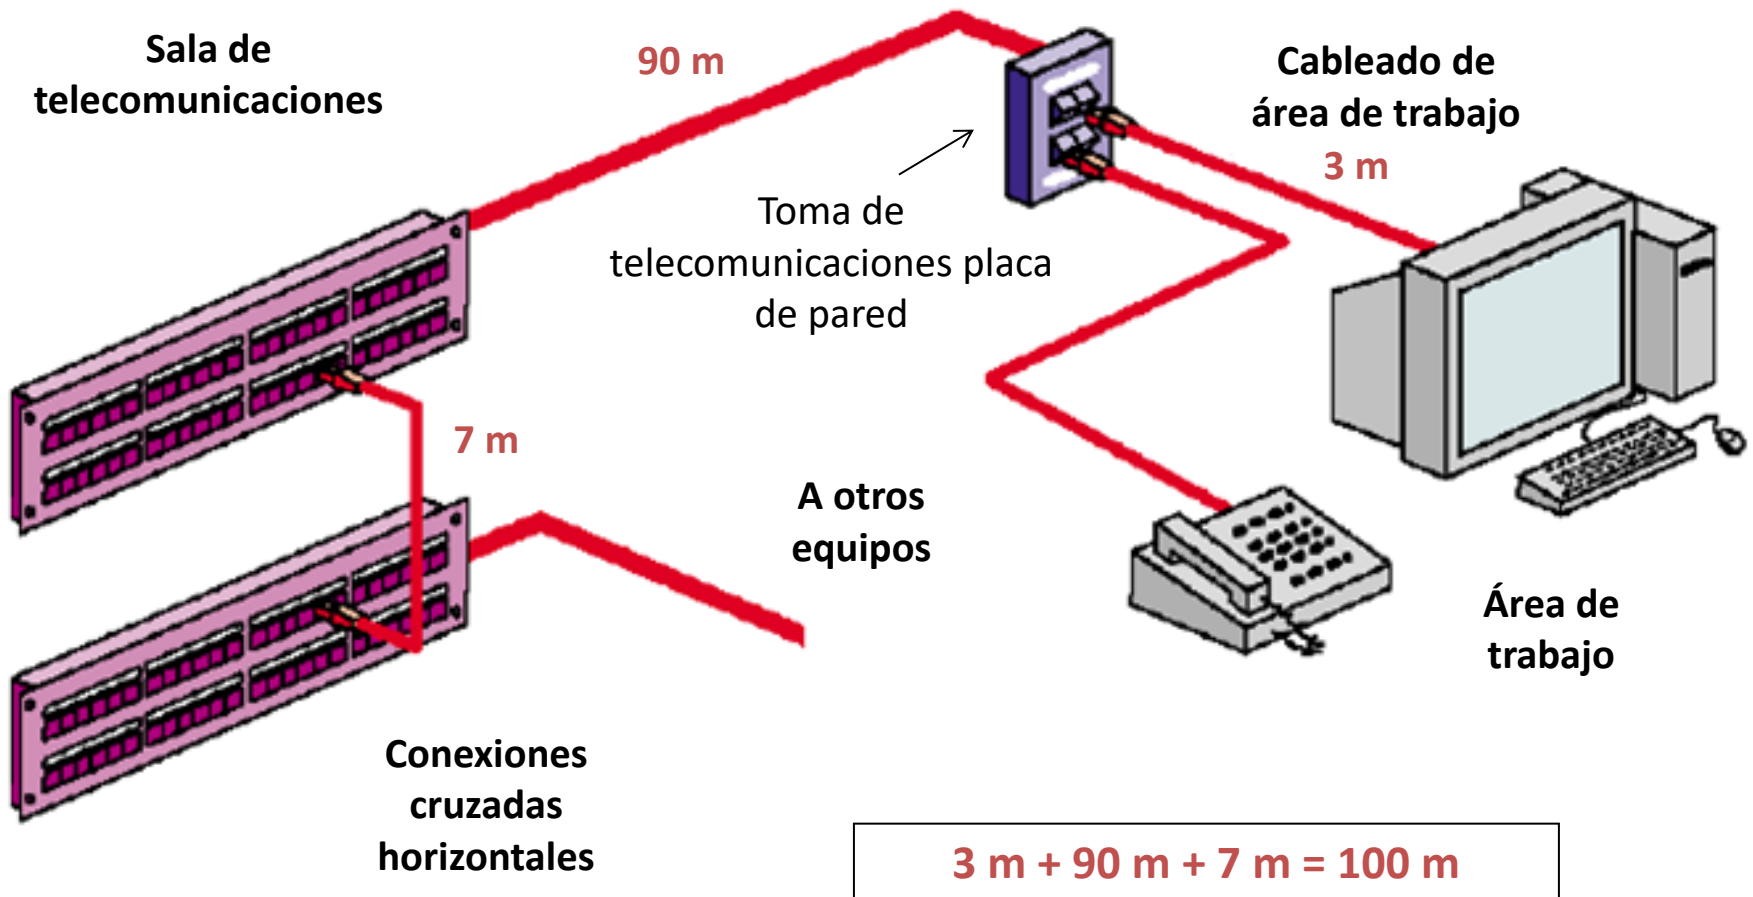 Sala de
telecomunicaciones
90 m
Cableado de
área de trabajo
3 m
Toma de
telecomunicaciones placa
de pared
7 m
A otros
equipos
Área de
trabajo
Conexiones
cruzadas
horizontales
3 m + 90 m + 7 m = 100 m